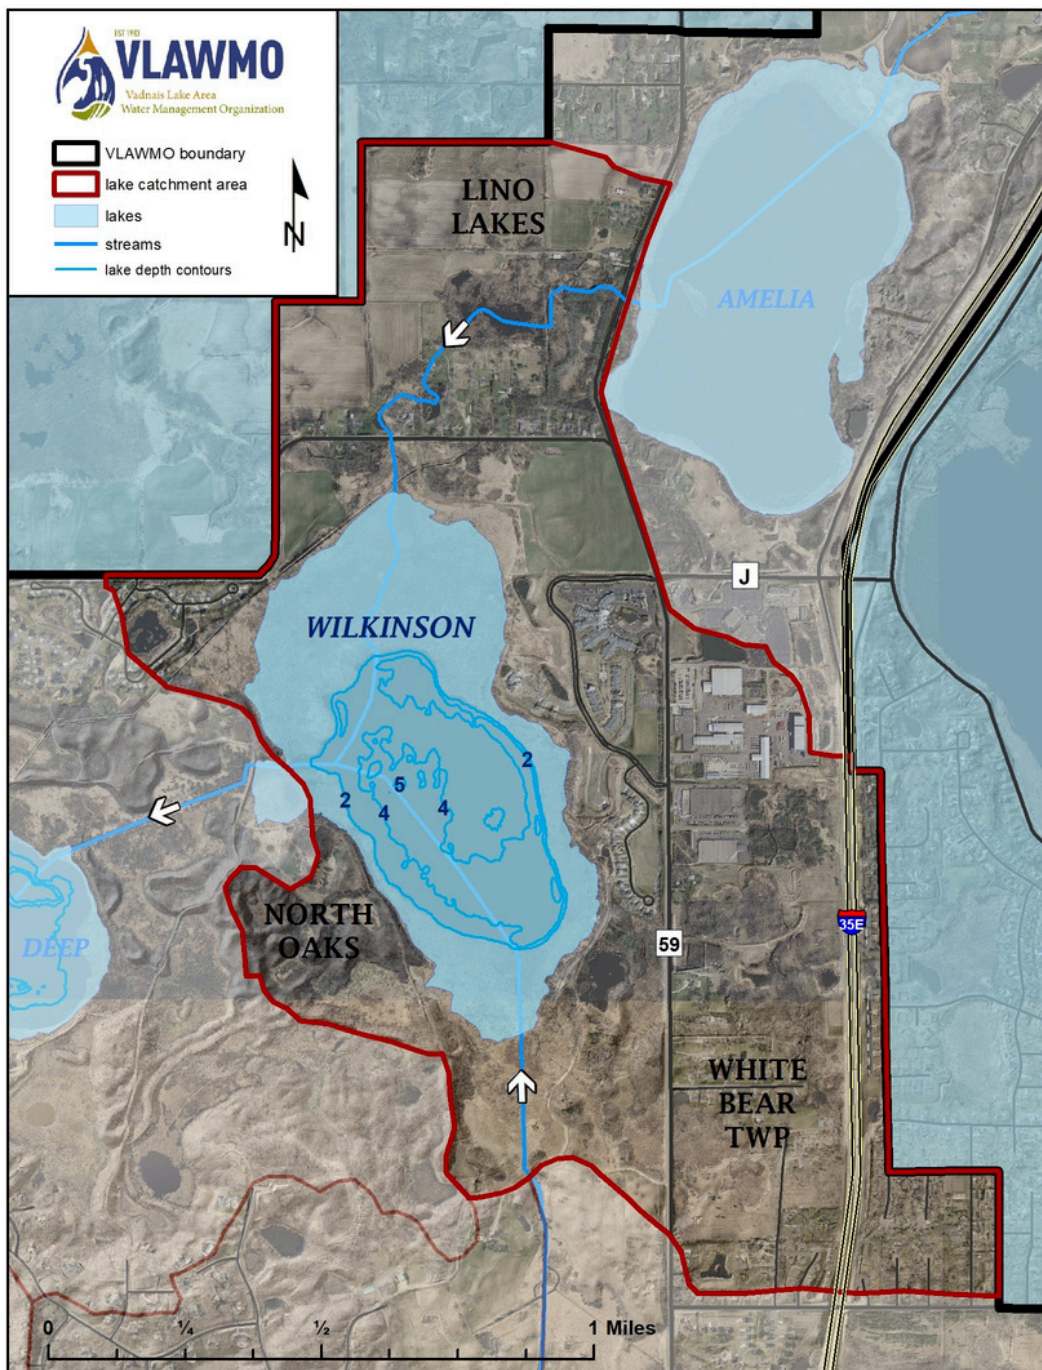 EST 1983
VLAWMO
Vadnais Lake Area
Water Management Organization
VLAWMO boundary
lake catchment area
lakes
streams
lake depth contours
N
LINO
LAKES
AMELIA
J
WILKINSON
2
2
5
4
4
NORTH
OAKS
DEEP
35E
59
WHITE
BEAR
TWP
0
¼
½
1 Miles